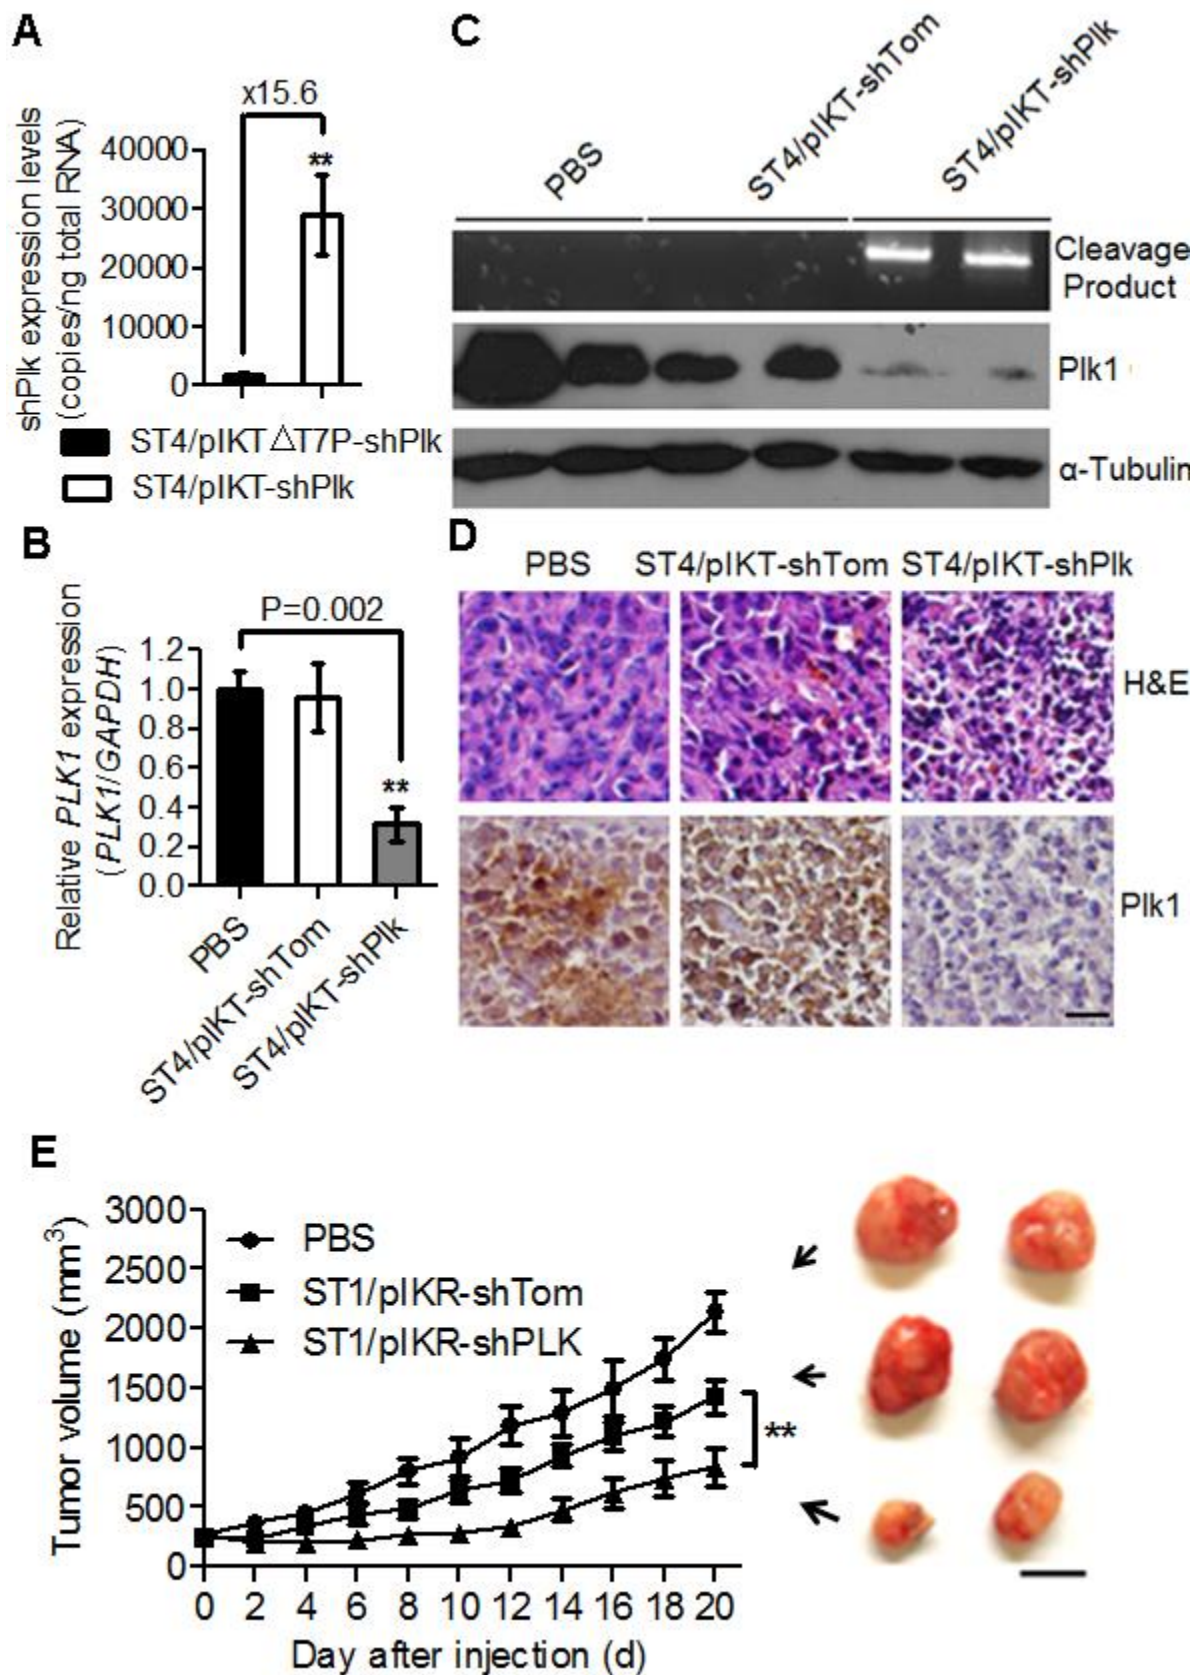 A
x15.6
shPlk expression levels
(copies/ng total RNA)
40000
30000
20000
10000
0
**
ST4/pIKT△T7P-shPlk
ST4/pIKT-shPlk
B
P=0.002
Relative PLK1 expression
(PLK1/GAPDH)
1.2
1.0
0.8
0.6
0.4
0.2
0.0
**
PBS
ST4/pIKT-shTom
ST4/pIKT-shPlk
C
PBS
ST4/pIKT-shTom
ST4/pIKT-shPlk
Cleavage
Product
Plk1
α-Tubulin
D
PBS ST4/pIKT-shTom ST4/pIKT-shPlk
H&E
Plk1
E
Tumor volume (mm³)
3000
2500
2000
1500
1000
500
0
PBS
ST1/pIKR-shTom
ST1/pIKR-shPLK
**
0 2 4 6 8 10 12 14 16 18 20
Day after injection (d)